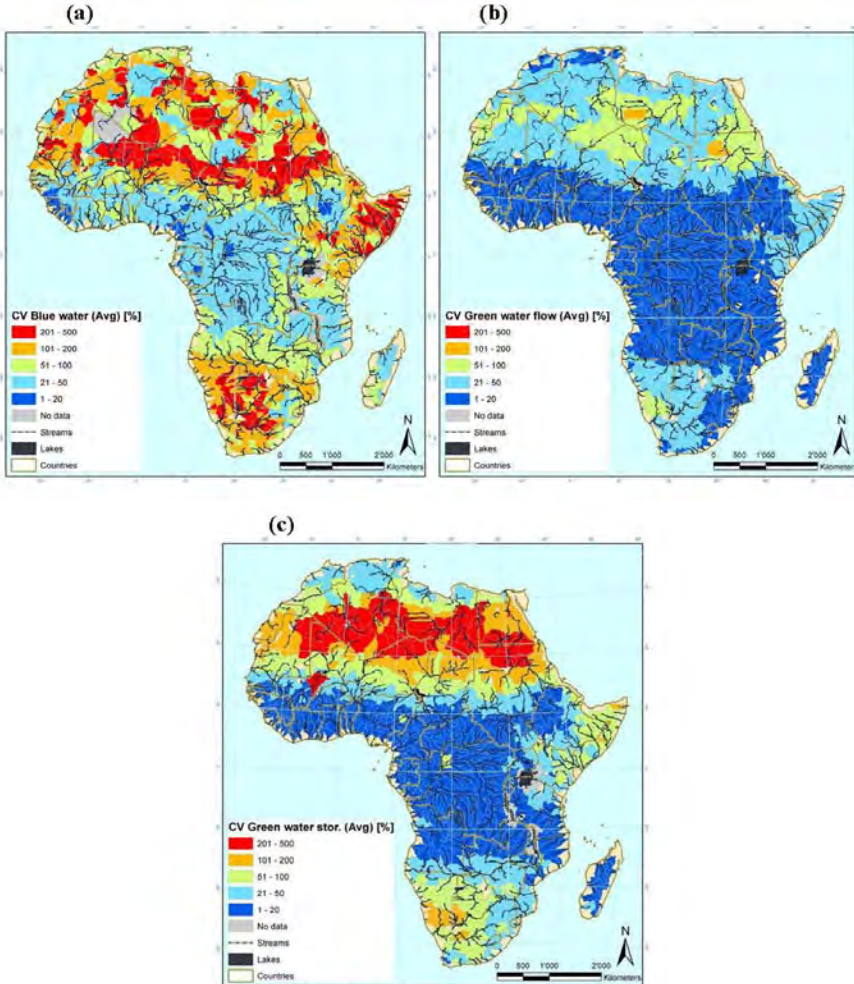 (a)
(b)
CV Blue water (Avg) [%]
201 - 500
101 - 200
51 - 100
21 - 50
1 - 20
No data
Streams
Lakes
Countries
N
0 500 1'000 2'000
Kilometers
CV Green water flow (Avg) [%]
201 - 500
101 - 200
51 - 100
21 - 50
1 - 20
No data
Streams
Lakes
Countries
N
0 500 1'000 2'000
Kilometers
(c)
CV Green water stor. (Avg) [%]
201 - 500
101 - 200
51 - 100
21 - 50
1 - 20
No data
Streams
Lakes
Countries
N
0 500 1'000 2'000
Kilometers